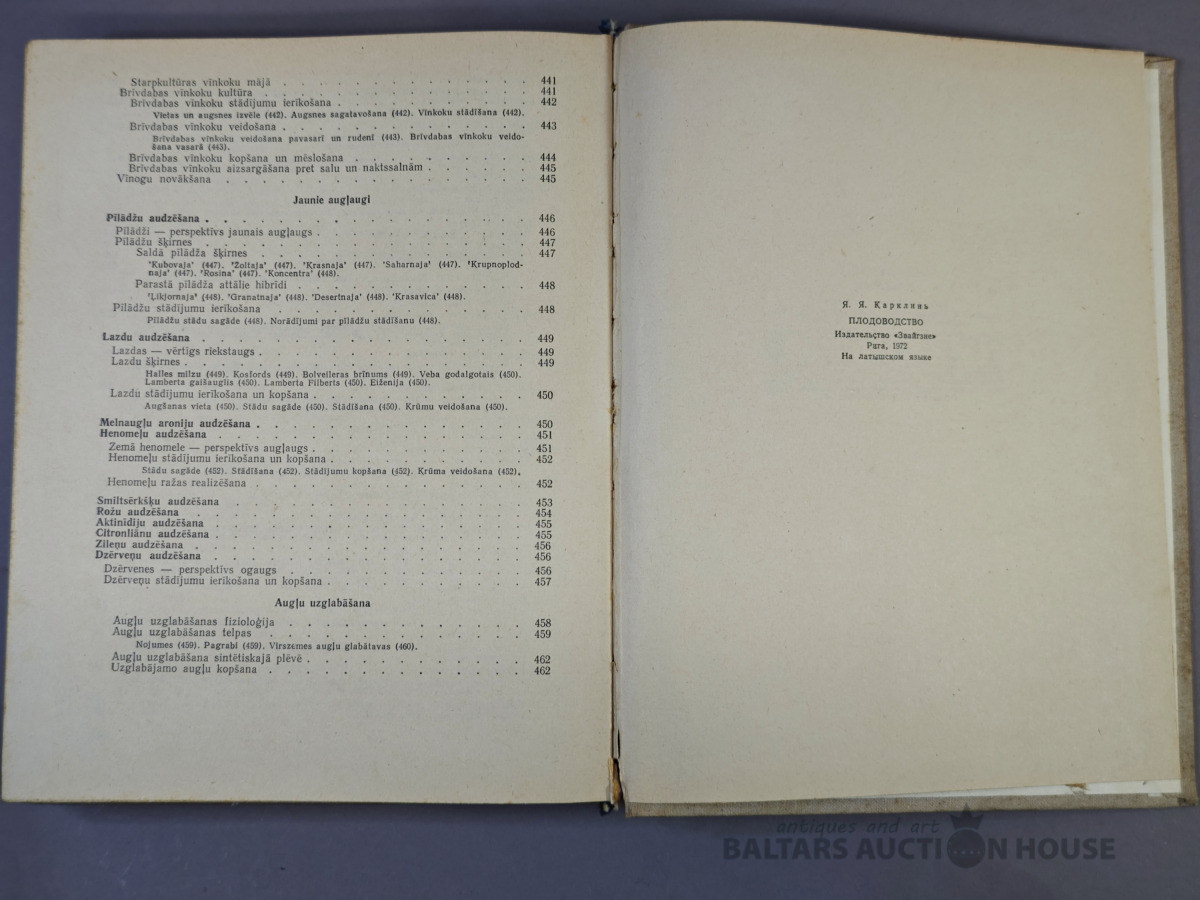 Starpkultūras vīnkoku mājā . . . . . . . . . . . . . 441
Brīvdabas vīnkoku kultūra . . . . . . . . . . . . . 441
Brīvdabas vīnkoku stādījumu ierīkošana . . . . . . . . . . 442
Vietas un augsnes izvēle (442). Augsnes sagatavošana (442). Vīnkoku stādīšana (442).
Brīvdabas vīnkoku veidošana . . . . . . . . . . . . . 443
Brīvdabas vīnkoku veidošana pavasarī un rudenī (443). Brīvdabas vīnkoku veido-
šana vasarā (443).
Brīvdabas vīnkoku kopšana un mēslošana . . . . . . . . . 444
Brīvdabas vīnkoku aizsargāšana pret salu un naktssalnām . . . . . 445
Vīnogu novākšana . . . . . . . . . . . . . . . 445
Jaunie augļaugi
Pīlādžu audzēšana . . . . . . . . . . . . . . . 446
Pīlādži — perspektīvs jaunais augļaugs . . . . . . . . . . 446
Pīlādžu šķirnes . . . . . . . . . . . . . . . 447
Saldā pīlādža šķirnes . . . . . . . . . . . . . 447
'Kubovaja' (447). 'Zoltaja' (447). 'Krasnaja' (447). 'Saharnaja' (447). 'Krupnoplod-
naja' (447). 'Rosina' (447). 'Koncentra' (448).
Parastā pīlādža attālie hibrīdi . . . . . . . . . . . 448
'Ļikjornaja' (448). 'Granatnaja' (448). 'Desertnaja' (448). 'Krasavica' (448).
Pīlādžu stādījumu ierīkošana . . . . . . . . . . . . 448
Pīlādžu stādu sagāde (448). Norādījumi par pīlādžu stādīšanu (448).
Lazdu audzēšana . . . . . . . . . . . . . . . 449
Lazdas — vērtīgs riekstaugs . . . . . . . . . . . . . 449
Lazdu šķirnes . . . . . . . . . . . . . . . . 449
Halles milzu (449). Kosfords (449). Bolveileras brīnums (449). Veba godalgotais (450).
Lamberta gaišauglis (450). Lamberta Filberts (450). Eiženija (450).
Lazdu stādījumu ierīkošana un kopšana . . . . . . . . . . 450
Augšanas vieta (450). Stādu sagāde (450). Stādīšana (450). Krūmu veidošana (450).
Melnaugļu aroniju audzēšana . . . . . . . . . . . . . 450
Henomeļu audzēšana . . . . . . . . . . . . . . 451
Zemā henomele — perspektīvs augļaugs . . . . . . . . . . 451
Henomeļu stādījumu ierīkošana un kopšana . . . . . . . . . 452
Stādu sagāde (452). Stādīšana (452). Stādījumu kopšana (452). Krūma veidošana (452).
Henomeļu ražas realizēšana . . . . . . . . . . . . . 452
Smiltsērkšķu audzēšana . . . . . . . . . . . . . 453
Rožu audzēšana . . . . . . . . . . . . . . . 454
Aktinīdiju audzēšana . . . . . . . . . . . . . . 455
Citronliānu audzēšana . . . . . . . . . . . . . . 455
Zileņu audzēšana . . . . . . . . . . . . . . . 456
Dzērveņu audzēšana . . . . . . . . . . . . . . 456
Dzērvenes — perspektīvs ogaugs . . . . . . . . . . . 456
Dzērveņu stādījumu ierīkošana un kopšana . . . . . . . . . 457
Augļu uzglabāšana
Augļu uzglabāšanas fizioloģija . . . . . . . . . . . 458
Augļu uzglabāšanas telpas . . . . . . . . . . . . 459
Nojumes (459). Pagrabi (459). Virszemes augļu glabātavas (460).
Augļu uzglabāšana sintētiskajā plēvē . . . . . . . . . . 462
Uzglabājamo augļu kopšana . . . . . . . . . . . . . 462
Я. Я. Карклинь
ПЛОДОВОДСТВО
Издательство «Звайгзне»
Рига, 1972
На латышском языке
antiques and art
BALTARS AUCTION HOUSE